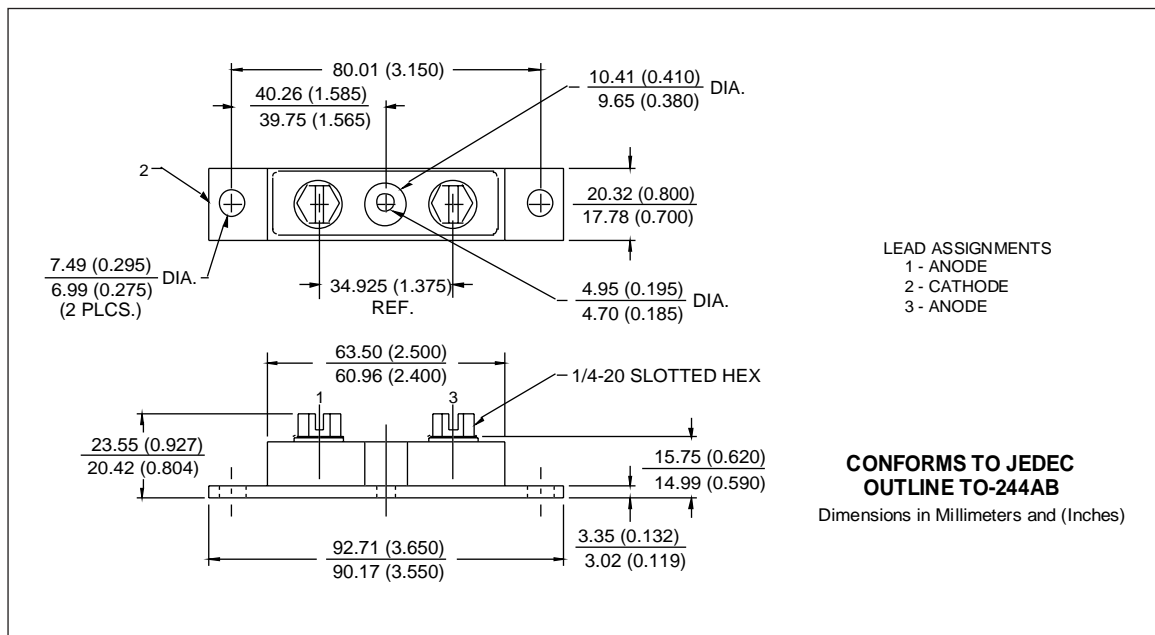 80.01 (3.150)
40.26 (1.585)
39.75 (1.565)
10.41 (0.410)
9.65 (0.380)
DIA.
2
20.32 (0.800)
17.78 (0.700)
7.49 (0.295)
6.99 (0.275)
DIA.
(2 PLCS.)
34.925 (1.375)
REF.
4.95 (0.195)
4.70 (0.185)
DIA.
LEAD ASSIGNMENTS
1 - ANODE
2 - CATHODE
3 - ANODE
63.50 (2.500)
60.96 (2.400)
1/4-20 SLOTTED HEX
1
3
23.55 (0.927)
20.42 (0.804)
15.75 (0.620)
14.99 (0.590)
CONFORMS TO JEDEC
OUTLINE TO-244AB
Dimensions in Millimeters and (Inches)
3.35 (0.132)
3.02 (0.119)
92.71 (3.650)
90.17 (3.550)